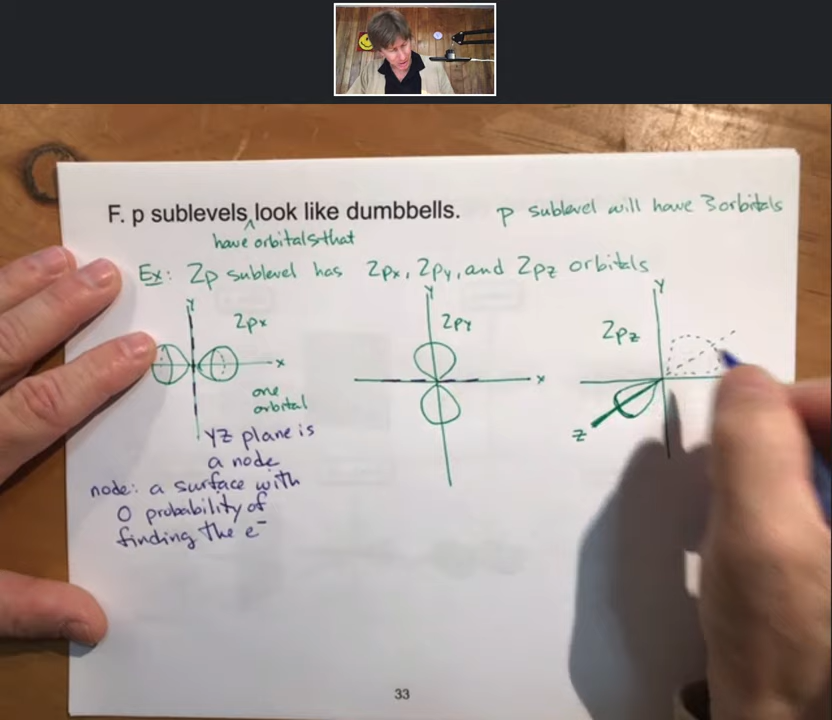 F. p sublevels ^ look like dumbbells.
have orbitals that
p sublevel will have 3 orbitals
Ex: 2p sublevel has 2px, 2py, and 2pz orbitals
Y
2px
x
one
orbital
YZ plane is
a node
node: a surface with
0 probability of
finding the e⁻
Y
2py
x
Y
2pz
z
33